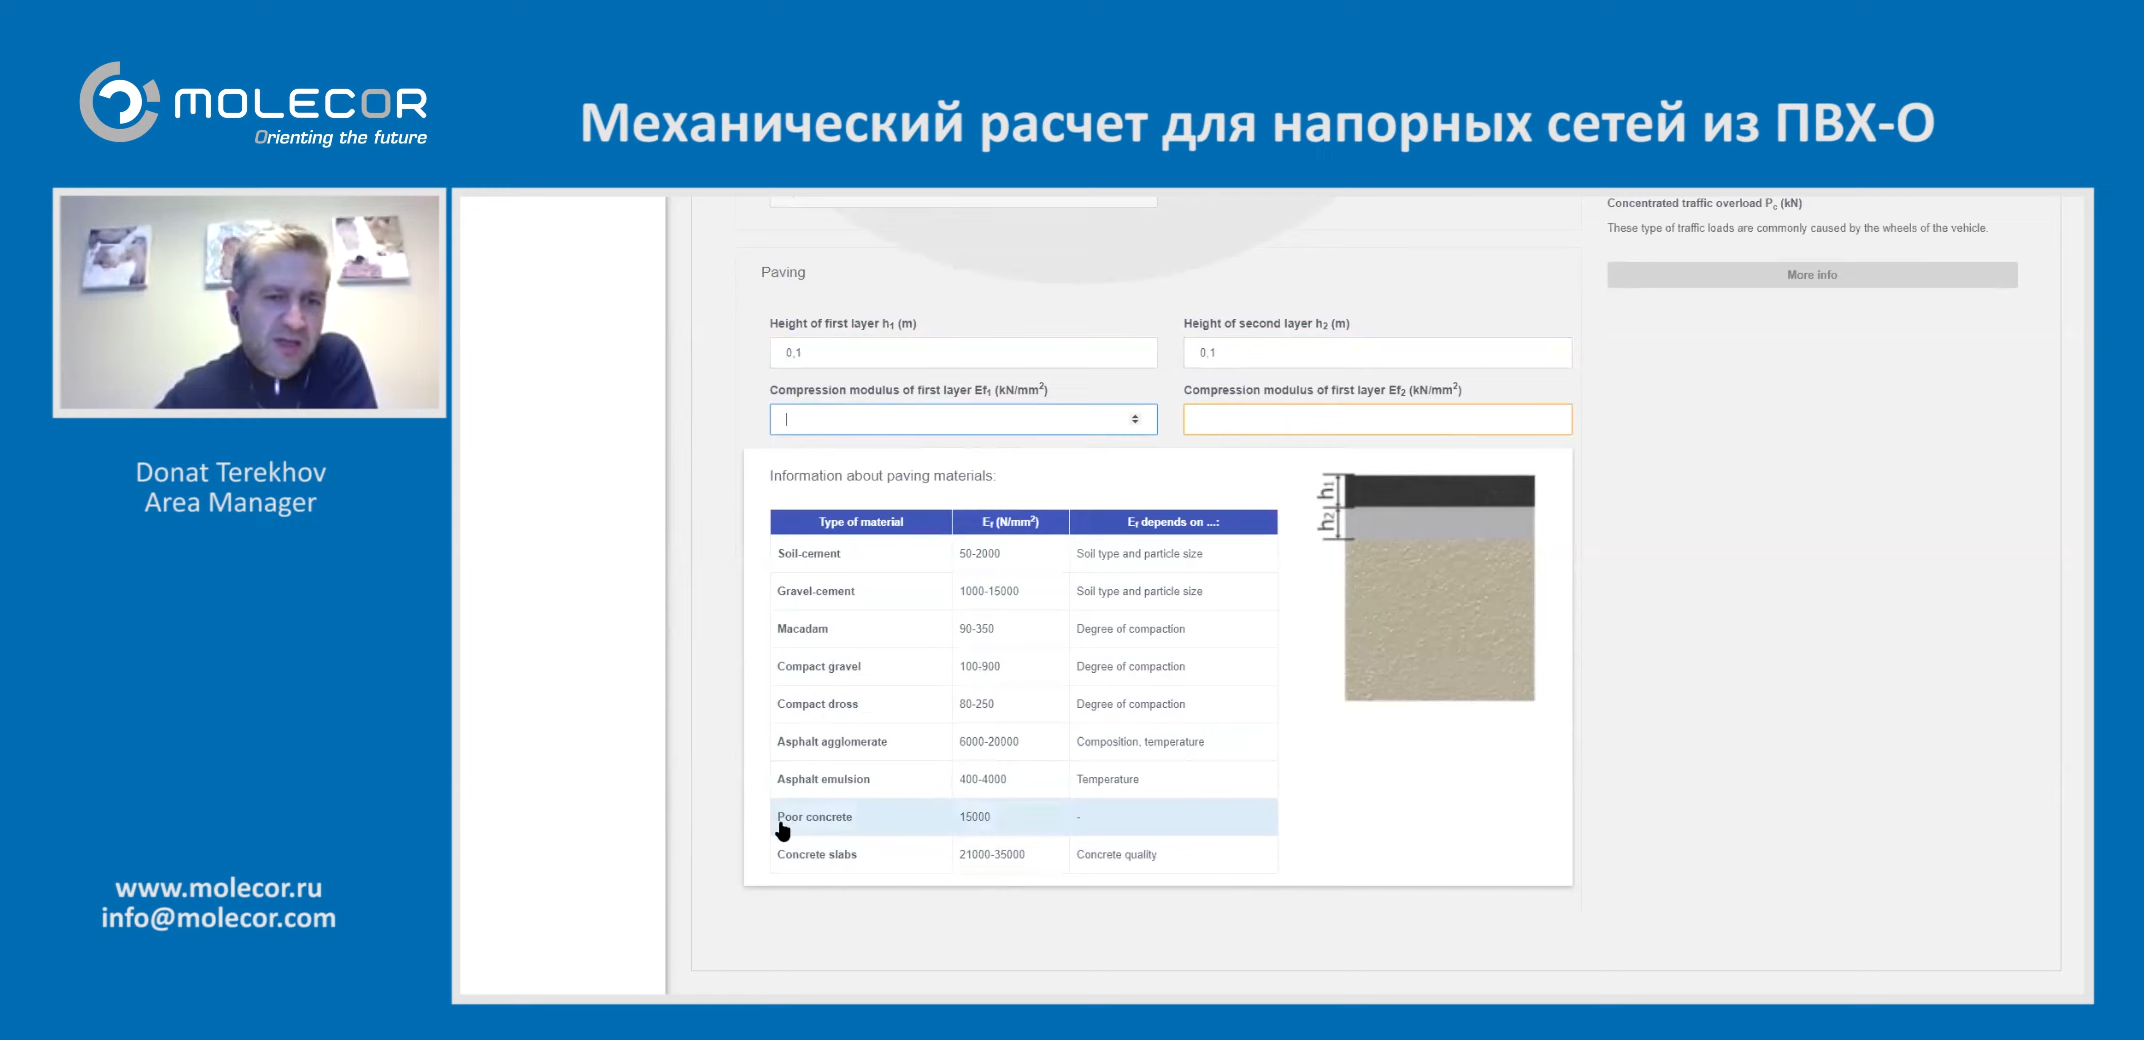 MOLECOR
Orienting the future
Механический расчет для напорных сетей из ПВХ-О
Donat Terekhov
Area Manager
www.molecor.ru
info@molecor.com
Concentrated traffic overload Pc (kN)
These type of traffic loads are commonly caused by the wheels of the vehicle.
More info
Paving
Height of first layer h1 (m)
Height of second layer h2 (m)
0,1
0,1
Compression modulus of first layer Ef1 (kN/mm2)
Compression modulus of first layer Ef2 (kN/mm2)
Information about paving materials:
h1
h2
Type of material Ef (N/mm2) Ef depends on ...:
Soil-cement 50-2000 Soil type and particle size
Gravel-cement 1000-15000 Soil type and particle size
Macadam 90-350 Degree of compaction
Compact gravel 100-900 Degree of compaction
Compact dross 80-250 Degree of compaction
Asphalt agglomerate 6000-20000 Composition, temperature
Asphalt emulsion 400-4000 Temperature
Poor concrete 15000 -
Concrete slabs 21000-35000 Concrete quality